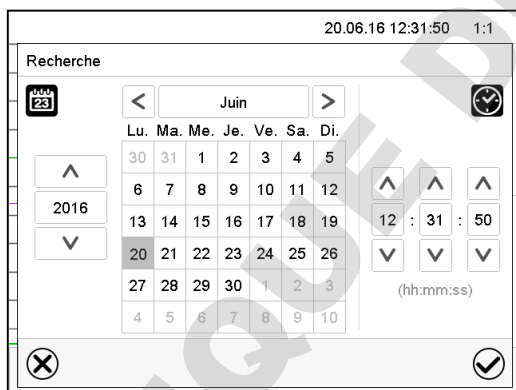 20.06.16 12:31:50 1:1
Recherche
23
< Juin >
Lu. Ma. Me. Je. Ve. Sa. Di.
30 31 1 2 3 4 5
6 7 8 9 10 11 12
2016
13 14 15 16 17 18 19
12 : 31 : 50
20 21 22 23 24 25 26
27 28 29 30 1 2 3
(hh:mm:ss)
4 5 6 7 8 9 10
QUE D